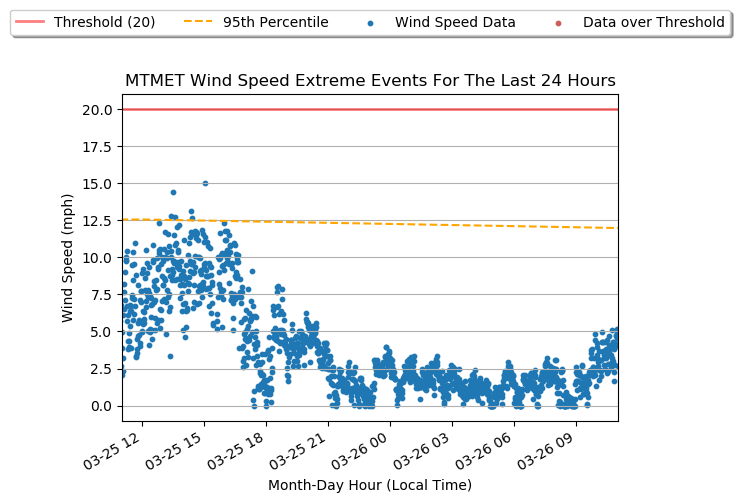 Threshold (20) 95th Percentile Wind Speed Data Data over Threshold
MTMET Wind Speed Extreme Events For The Last 24 Hours
20.0
17.5
15.0
12.5
10.0
7.5
5.0
2.5
0.0
Wind Speed (mph)
03-25 12 03-25 15 03-25 18 03-25 21 03-26 00 03-26 03 03-26 06 03-26 09
Month-Day Hour (Local Time)